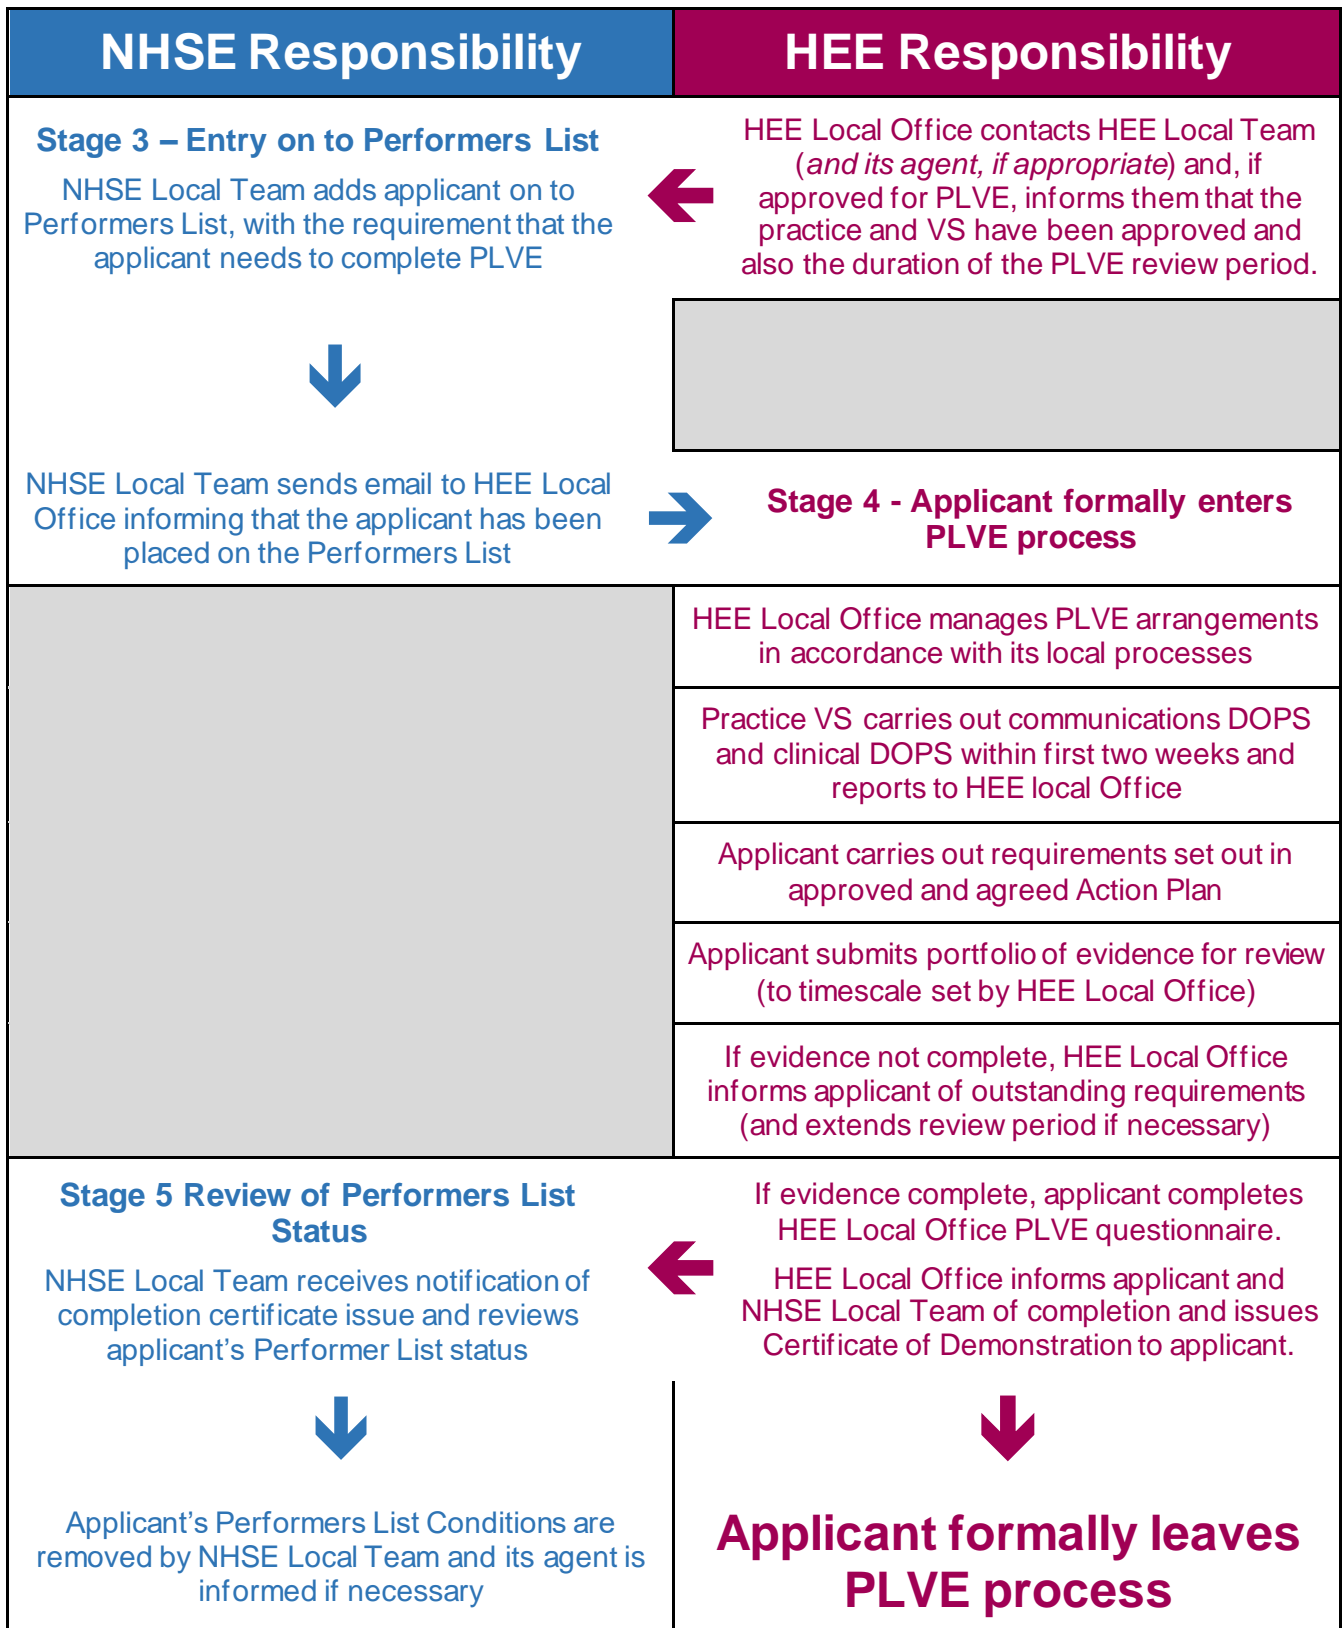 NHSE Responsibility
HEE Responsibility
Stage 3 – Entry on to Performers List
NHSE Local Team adds applicant on to
Performers List, with the requirement that the
applicant needs to complete PLVE
HEE Local Office contacts HEE Local Team
(and its agent, if appropriate) and, if
approved for PLVE, informs them that the
practice and VS have been approved and
also the duration of the PLVE review period.
NHSE Local Team sends email to HEE Local
Office informing that the applicant has been
placed on the Performers List
Stage 4 - Applicant formally enters
PLVE process
HEE Local Office manages PLVE arrangements
in accordance with its local processes
Practice VS carries out communications DOPS
and clinical DOPS within first two weeks and
reports to HEE local Office
Applicant carries out requirements set out in
approved and agreed Action Plan
Applicant submits portfolio of evidence for review
(to timescale set by HEE Local Office)
If evidence not complete, HEE Local Office
informs applicant of outstanding requirements
(and extends review period if necessary)
Stage 5 Review of Performers List
Status
NHSE Local Team receives notification of
completion certificate issue and reviews
applicant's Performer List status
If evidence complete, applicant completes
HEE Local Office PLVE questionnaire.
HEE Local Office informs applicant and
NHSE Local Team of completion and issues
Certificate of Demonstration to applicant.
Applicant's Performers List Conditions are
removed by NHSE Local Team and its agent is
informed if necessary
Applicant formally leaves
PLVE process